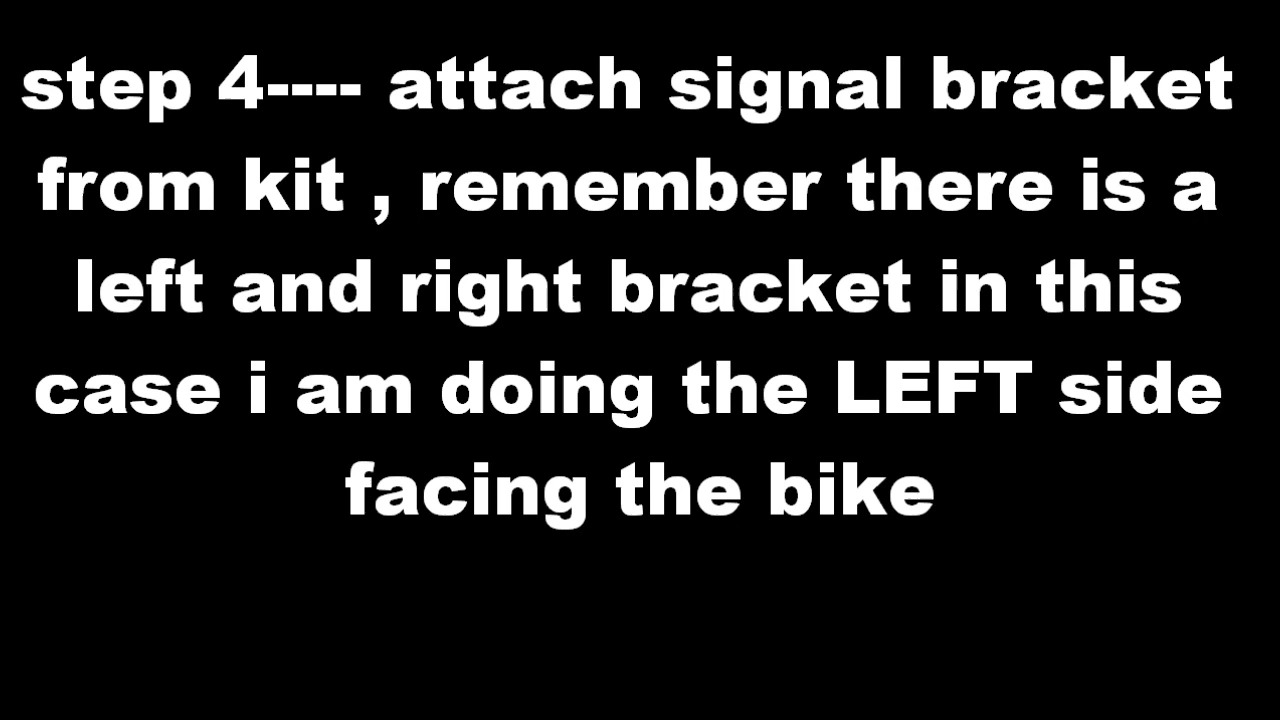 step 4---- attach signal bracket
from kit , remember there is a
left and right bracket in this
case i am doing the LEFT side
facing the bike